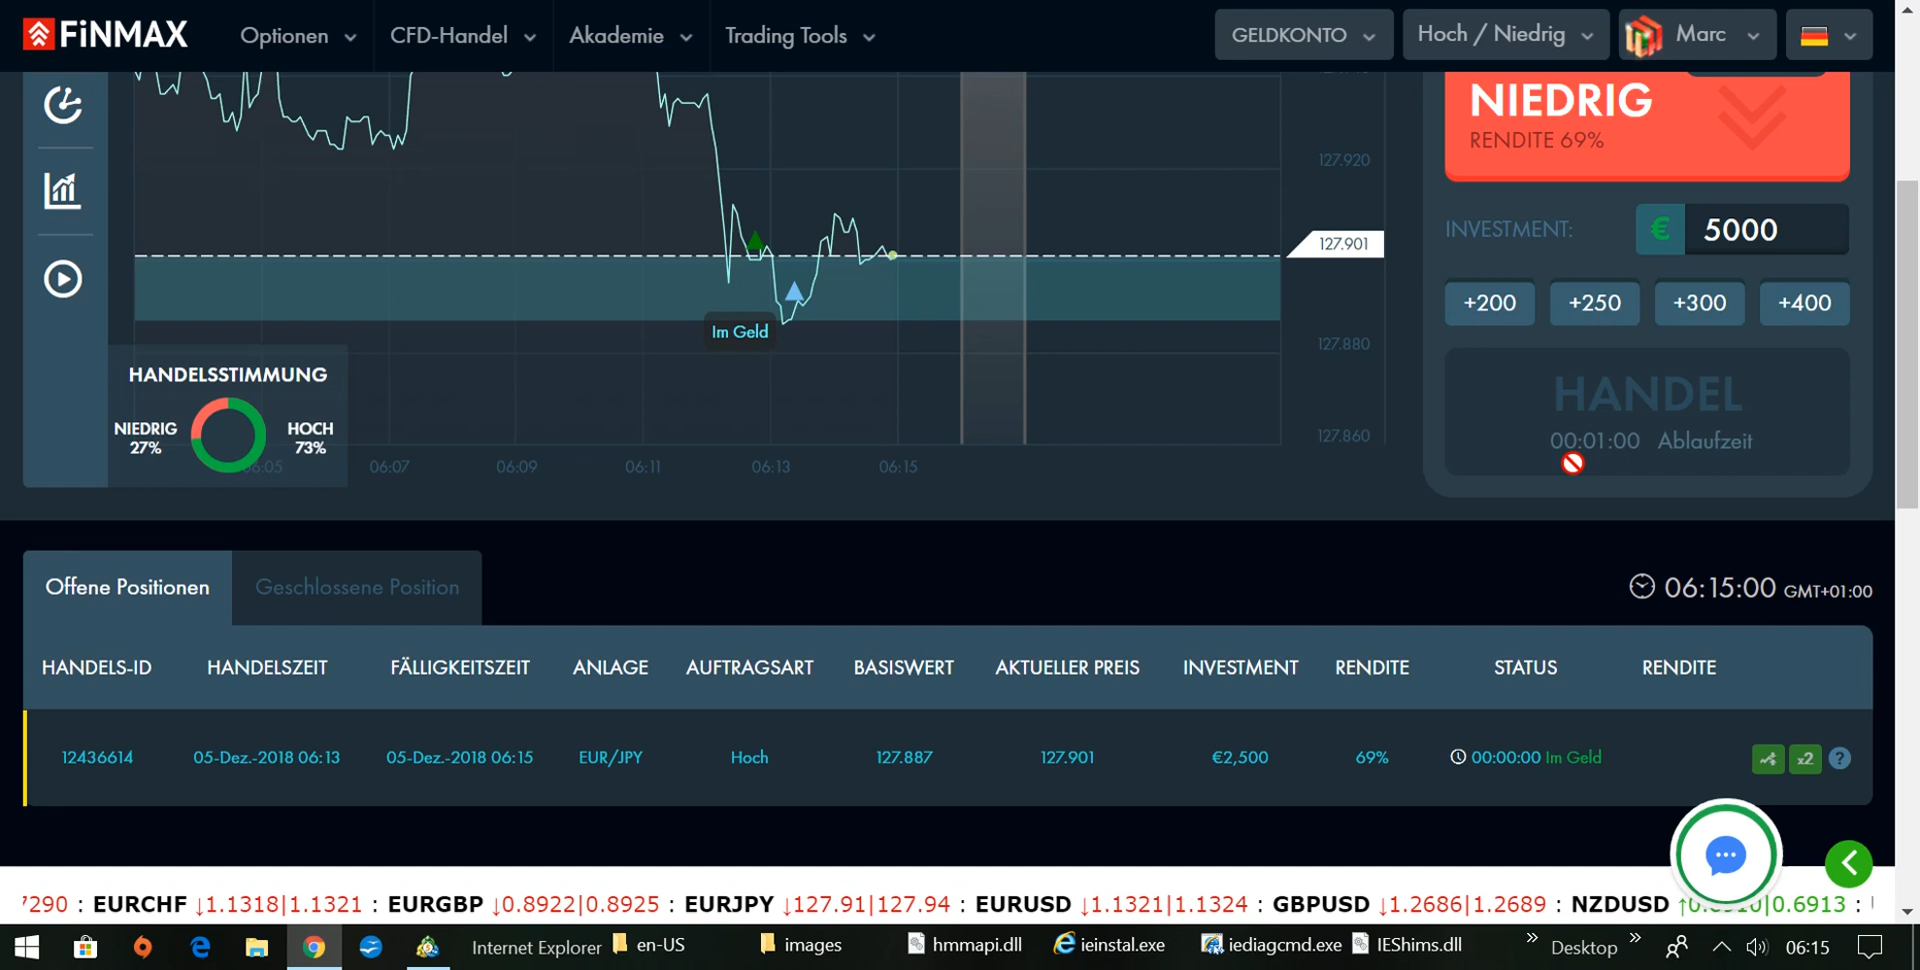 FiNMAX
Optionen
CFD-Handel
Akademie
Trading Tools
GELDKONTO
Hoch / Niedrig
Marc
NIEDRIG
RENDITE 69%
127.920
127.901
127.880
127.860
Im Geld
INVESTMENT:
€ 5000
+200 +250 +300 +400
HANDEL
00:01:00 Ablaufzeit
HANDELSSTIMMUNG
NIEDRIG
27%
HOCH
73%
06:05 06:07 06:09 06:11 06:13 06:15
Offene Positionen
Geschlossene Position
06:15:00 GMT+01:00
HANDELS-ID HANDELSZEIT FÄLLIGKEITSZEIT ANLAGE AUFTRAGSART BASISWERT AKTUELLER PREIS INVESTMENT RENDITE STATUS RENDITE
12436614 05-Dez.-2018 06:13 05-Dez.-2018 06:15 EUR/JPY Hoch 127.887 127.901 €2,500 69% 00:00:00 Im Geld x2 ?
7290 : EURCHF ↓1.1318|1.1321 : EURGBP ↓0.8922|0.8925 : EURJPY ↓127.91|127.94 : EURUSD ↓1.1321|1.1324 : GBPUSD ↓1.2686|1.2689 : NZDUSD ↑0.6910|0.6913 :
Internet Explorer en-US images hmmapi.dll ieinstal.exe iediagcmd.exe IEShims.dll » Desktop » 06:15